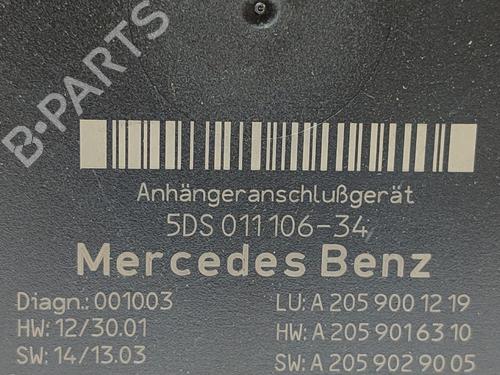 B-PARTS
Anhängeranschlußgerät
5DS 011 106-34
Mercedes Benz
Diagn.: 001003 LU: A 205 900 12 19
HW: 12/30.01 HW: A 205 901 63 10
SW: 14/13.03 SW: A 205 902 90 05